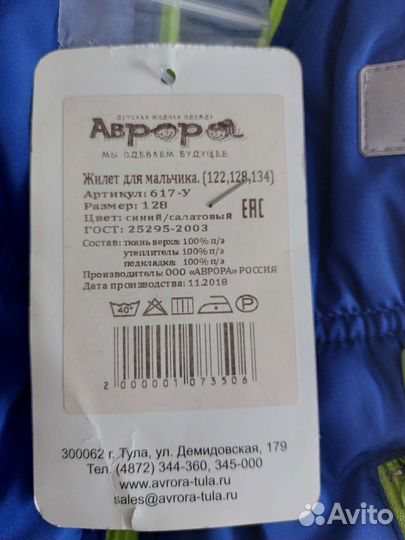 ДЕТСКАЯ МОДНАЯ ОДЕЖДА
АВРОРА
МЫ ОДЕВАЕМ БУДУЩЕЕ
Жилет для мальчика. (122,128,134)
Артикул: 617-У
Размер: 128
Цвет: синий/салатовый
ГОСТ: 25295-2003
EAC
Состав: ткань верха: 100% п/э
утеплитель: 100% п/э
подкладка: 100% п/э
Производитель: ООО «АВРОРА» РОССИЯ
Дата производства: 11.2018
40° P
2 000001 073506
300062 г. Тула, ул. Демидовская, 179
Тел. (4872) 344-360, 345-000
www.avrora-tula.ru
sales@avrora-tula.ru
Avito